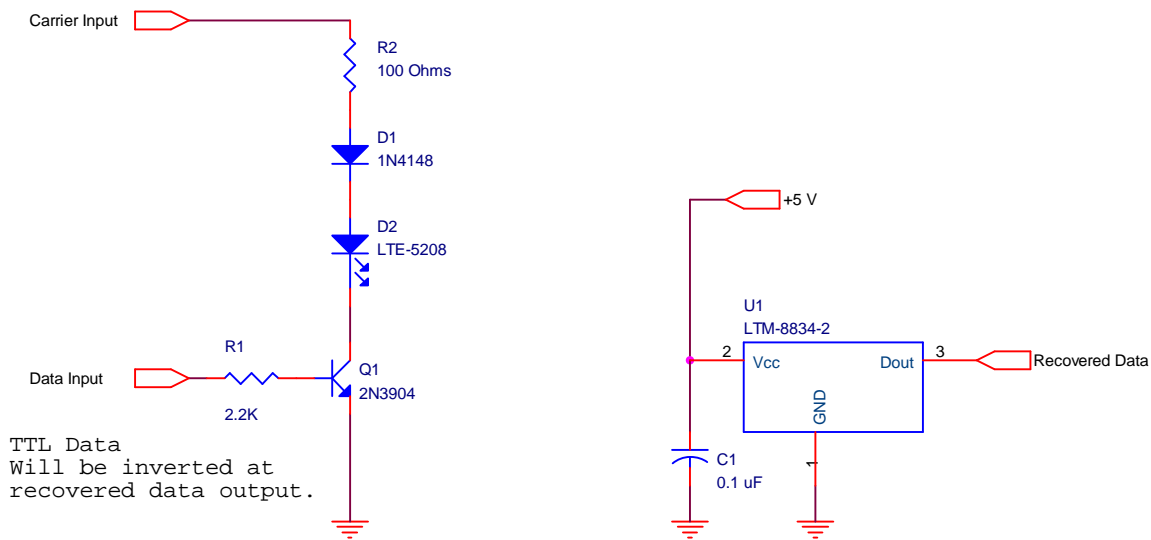 Carrier Input
R2
100 Ohms
D1
1N4148
D2
LTE-5208
R1
2.2K
Data Input
Q1
2N3904
TTL Data
Will be inverted at
recovered data output.
+5 V
U1
LTM-8834-2
2
Vcc
Dout
3
Recovered Data
GND
1
C1
0.1 uF